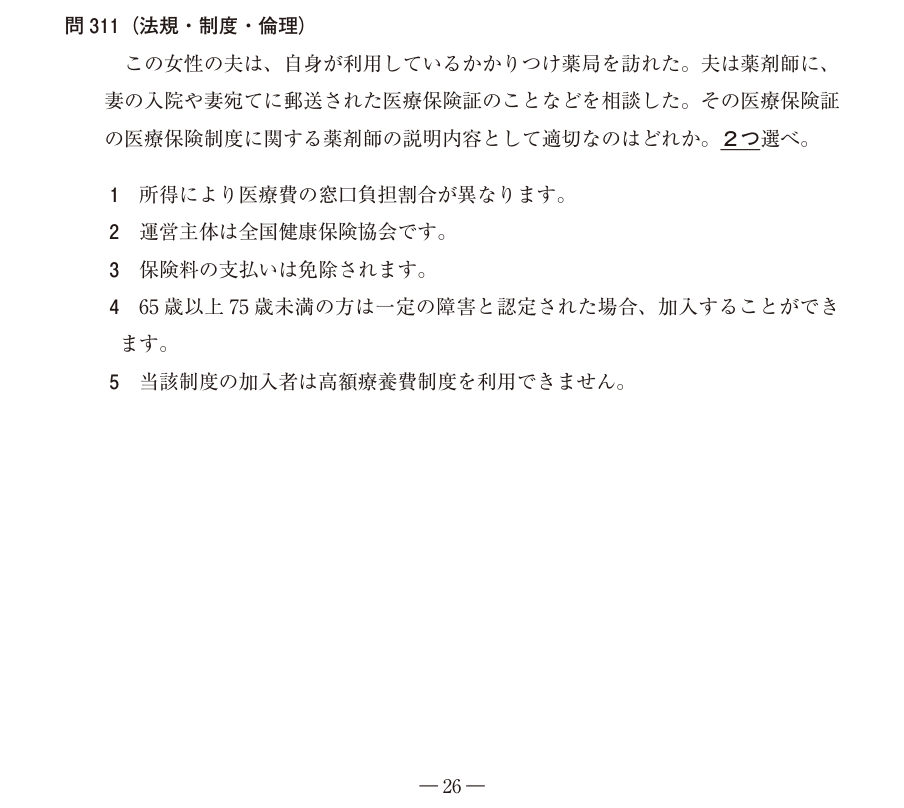 問 311（法規・制度・倫理）
この女性の夫は、自身が利用しているかかりつけ薬局を訪れた。夫は薬剤師に、
妻の入院や妻宛てに郵送された医療保険証のことなどを相談した。その医療保険証
の医療保険制度に関する薬剤師の説明内容として適切なのはどれか。２つ選べ。
1 所得により医療費の窓口負担割合が異なります。
2 運営主体は全国健康保険協会です。
3 保険料の支払いは免除されます。
4 65 歳以上 75 歳未満の方は一定の障害と認定された場合、加入することができ
ます。
5 当該制度の加入者は高額療養費制度を利用できません。
― 26 ―